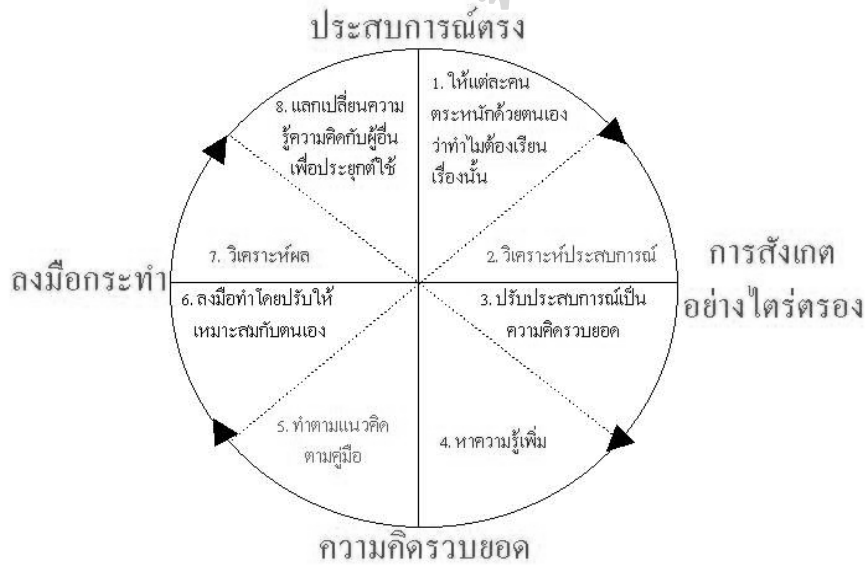 ประสบการณ์ตรง
1. ให้แต่ละคน
ตระหนักด้วยตนเอง
ว่าทำไมต้องเรียน
เรื่องนั้น
2. วิเคราะห์ประสบการณ์
การสังเกต
อย่างไตร่ตรอง
3. ปรับประสบการณ์เป็น
ความคิดรวบยอด
4. หาความรู้เพิ่ม
ความคิดรวบยอด
5. ทำตามแนวคิด
ตามคู่มือ
6. ลงมือทำโดยปรับให้
เหมาะสมกับตนเอง
ลงมือกระทำ
7. วิเคราะห์ผล
8. แลกเปลี่ยนความ
รู้ความคิดกับผู้อื่น
เพื่อประยุกต์ใช้